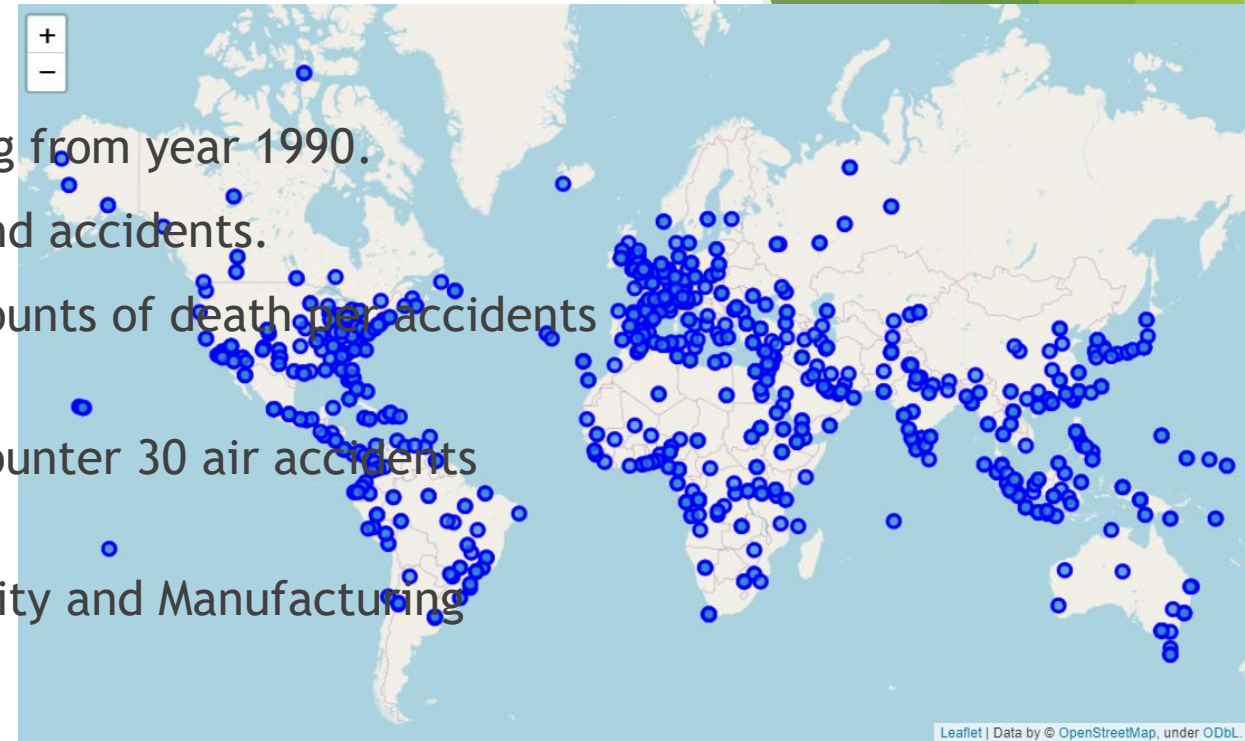 +
−
g from year 1990.
nd accidents.
ounts of death per accidents
ounter 30 air accidents
ity and Manufacturing
Leaflet | Data by © OpenStreetMap, under ODbL.